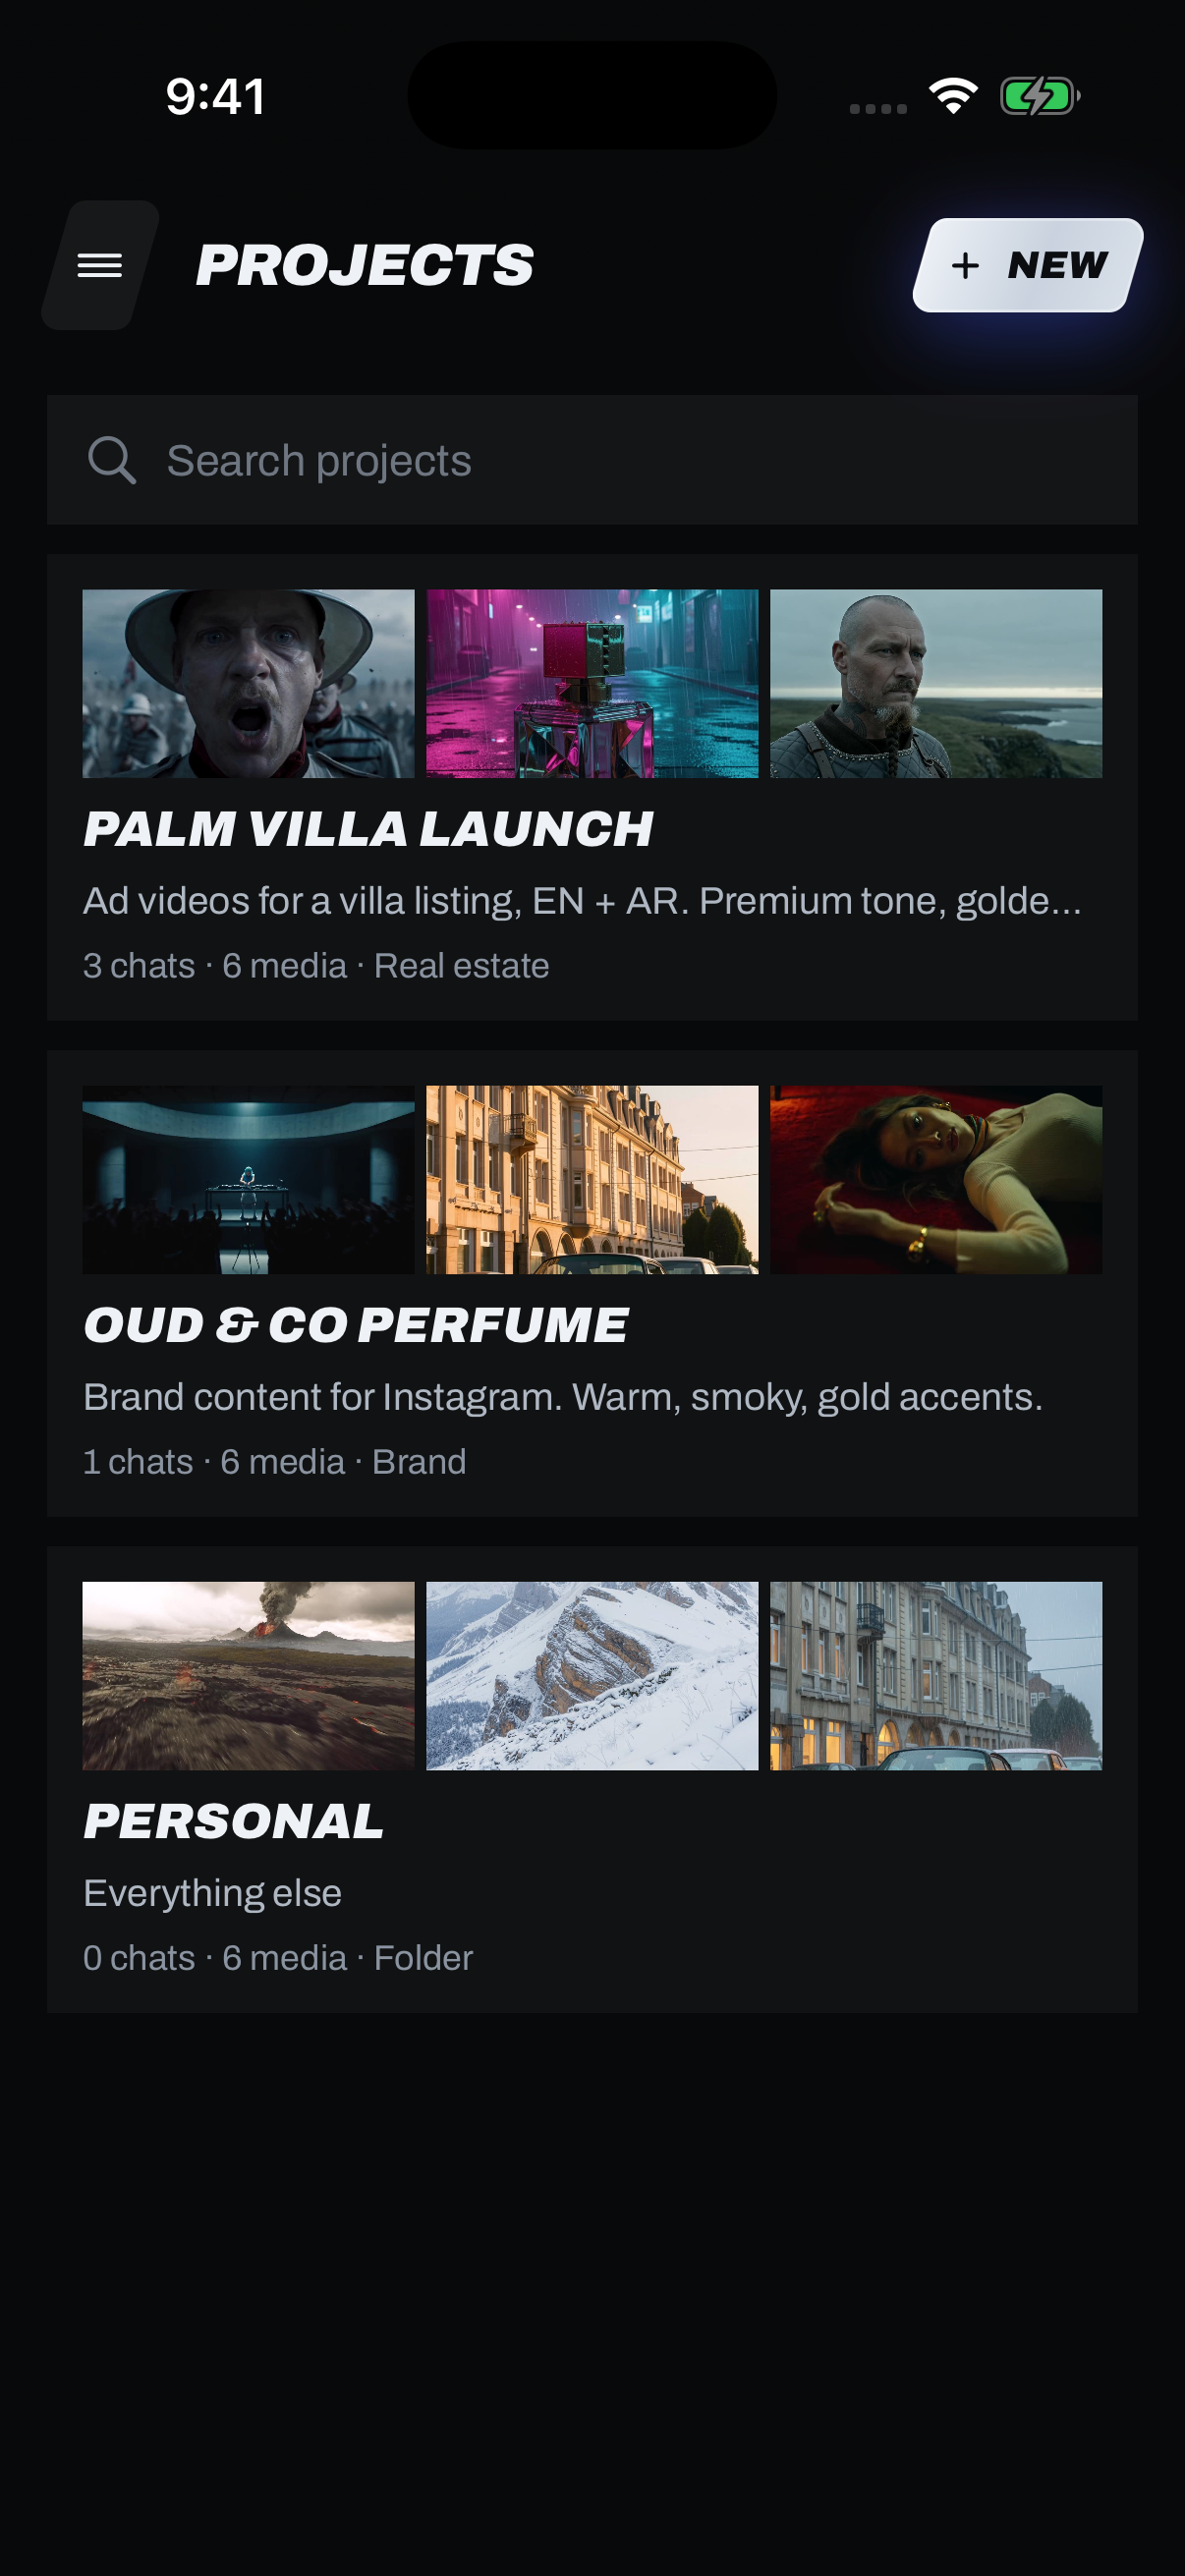 9:41
PROJECTS
+ NEW
Search projects
PALM VILLA LAUNCH
Ad videos for a villa listing, EN + AR. Premium tone, golde...
3 chats · 6 media · Real estate
OUD & CO PERFUME
Brand content for Instagram. Warm, smoky, gold accents.
1 chats · 6 media · Brand
PERSONAL
Everything else
0 chats · 6 media · Folder